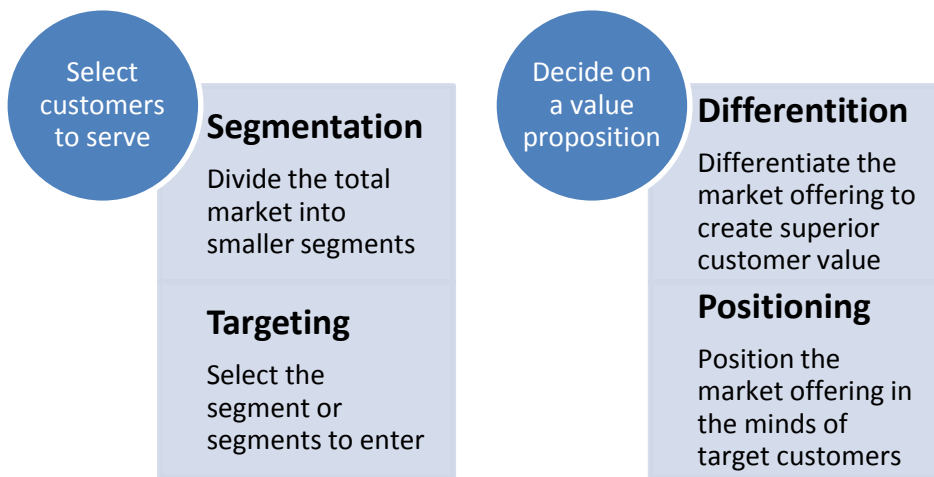 Select
customers
to serve
Segmentation
Divide the total
market into
smaller segments
Targeting
Select the
segment or
segments to enter
Decide on
a value
proposition
Differentition
Differentiate the
market offering to
create superior
customer value
Positioning
Position the
market offering in
the minds of
target customers